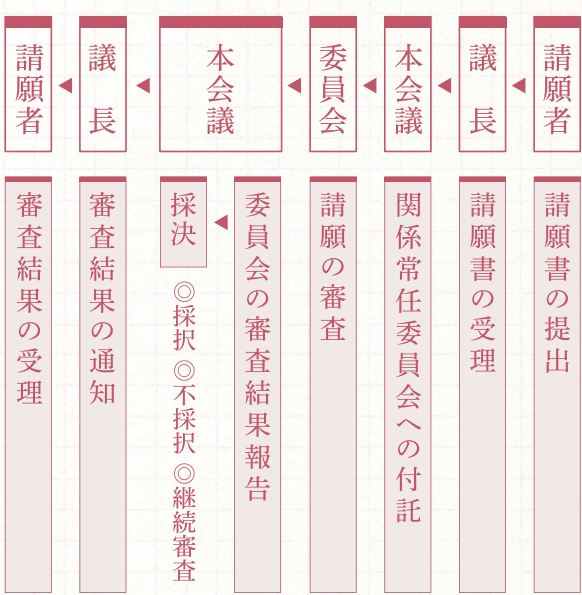 請願者
議長
本会議
委員会
本会議
議長
請願者
請願書の提出
請願書の受理
関係常任委員会への付託
請願の審査
委員会の審査結果報告
採決
◎採択 ◎不採択 ◎継続審査
審査結果の通知
審査結果の受理